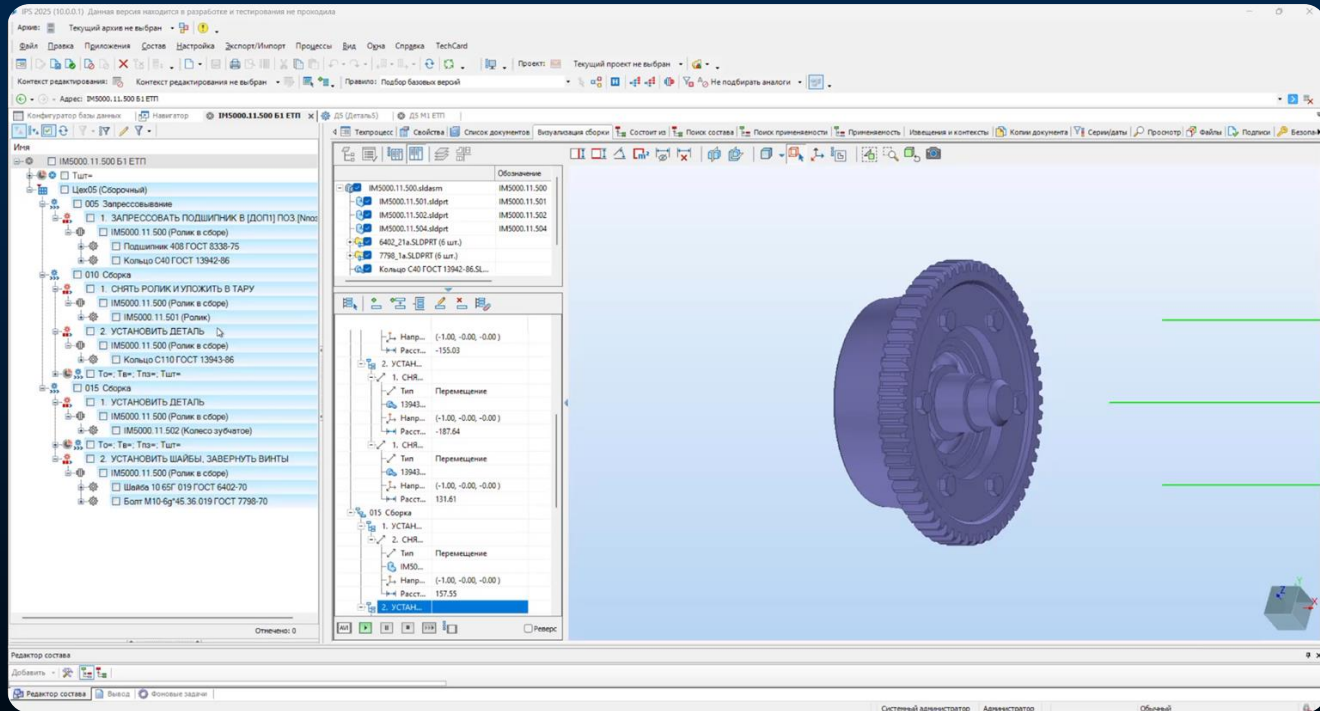 IPS 2025 (10.0.0.1) Данная версия находится в разработке и тестирования не проходила
Архив: Текущий архив не выбран
Файл Правка Приложения Состав Настройка Экспорт/Импорт Процессы Вид Окна Справка TechCard
Проект: Текущий проект не выбран
Контекст редактирования: Контекст редактирования не выбран Правило: Подбор базовых версий Не подбирать аналоги
Адрес: IM5000.11.500 Б1 ЕТП
Конфигуратор базы данных Навигатор IM5000.11.500 Б1 ЕТП Д5 (Деталь5) Д5 М1 ЕТП
4 Техпроцесс Свойства Список документов Визуализация сборки Состоит из Поиск состава Поиск применяемости Применяемость Извещения и контексты Копии документа Серии/даты Просмотр Файлы Подписи Безопа
Имя
IM5000.11.500 Б1 ЕТП
Tшт=
Цех05 (Сборочный)
005 Запрессовывание
1. ЗАПРЕССОВАТЬ ПОДШИПНИК В [ДОП1] ПОЗ.[Nпоз
IM5000.11.500 (Ролик в сборе)
Подшипник 408 ГОСТ 8338-75
Кольцо С40 ГОСТ 13942-86
010 Сборка
1. СНЯТЬ РОЛИК И УЛОЖИТЬ В ТАРУ
IM5000.11.500 (Ролик в сборе)
IM5000.11.501 (Ролик)
2. УСТАНОВИТЬ ДЕТАЛЬ
IM5000.11.500 (Ролик в сборе)
Кольцо С110 ГОСТ 13943-86
То=; Тв=; Тпз=; Тшт=
015 Сборка
1. УСТАНОВИТЬ ДЕТАЛЬ
IM5000.11.500 (Ролик в сборе)
IM5000.11.502 (Колесо зубчатое)
То=; Тв=; Тпз=; Тшт=
2. УСТАНОВИТЬ ШАЙБЫ, ЗАВЕРНУТЬ ВИНТЫ
IM5000.11.500 (Ролик в сборе)
Шайба 10 65Г 019 ГОСТ 6402-70
Болт М10-6g*45.36.019 ГОСТ 7798-70
Отмечено: 0
Обозначение
IM5000.11.500.sldasm IM5000.11.500
IM5000.11.501.sldprt IM5000.11.501
IM5000.11.502.sldprt IM5000.11.502
IM5000.11.504.sldprt IM5000.11.504
6402_21a.SLDPRT (6 шт.)
7798_1a.SLDPRT (6 шт.)
Кольцо С40 ГОСТ 13942-86.SL...
Напр... (-1.00, -0.00, -0.00 )
Расст... -155.03
2. УСТАН...
1. СНЯ...
Тип Перемещение
13943...
Напр... (-1.00, -0.00, -0.00 )
Расст... -187.64
1. СНЯ...
Тип Перемещение
13943...
Напр... (-1.00, -0.00, -0.00 )
Расст... 131.61
015 Сборка
1. УСТАН...
2. СНЯ...
Тип Перемещение
IM50...
Напр... (-1.00, -0.00, -0.00 )
Расст... 157.55
2. УСТАН...
AVI Реверс
Z Y X
Редактор состава
Добавить
Редактор состава Вывод Фоновые задачи
Системный администратор Администратор Обычный